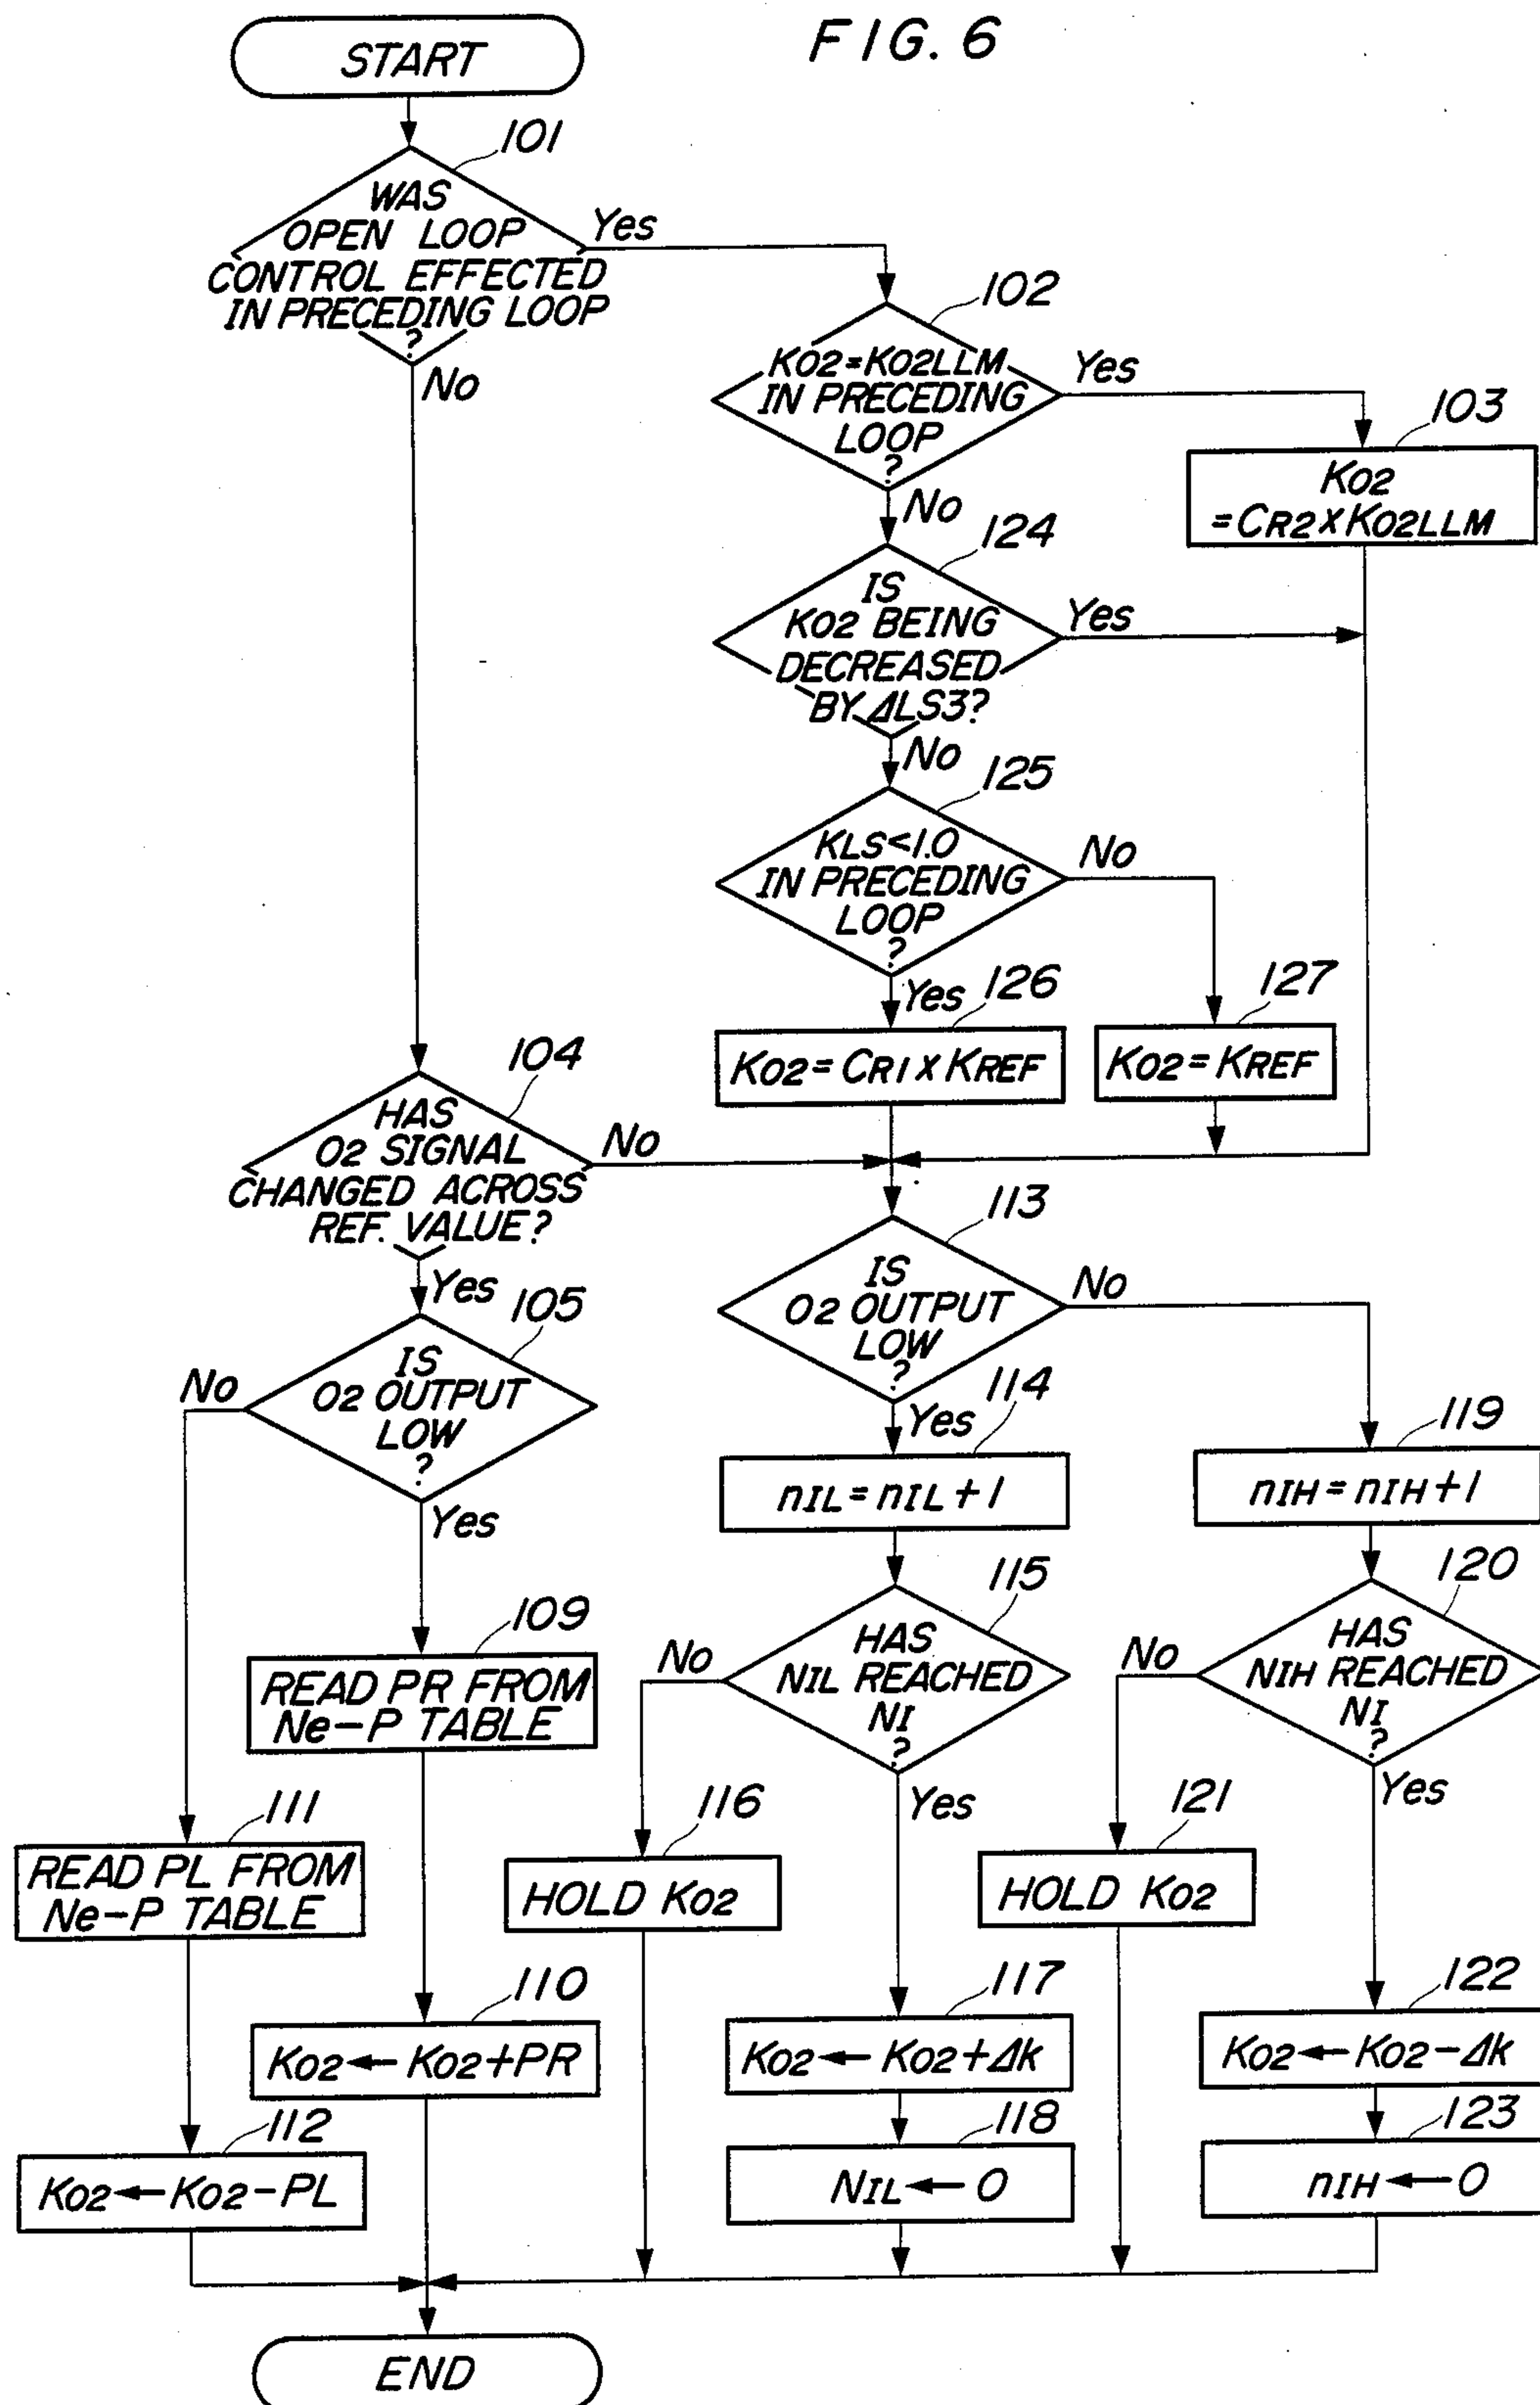 FIG. 6
START
101
WAS
OPEN LOOP
CONTROL EFFECTED
IN PRECEDING LOOP
?
Yes
No
102
KO2=KO2LLM
IN PRECEDING
LOOP
?
Yes
No
103
KO2
=CR2XKO2LLM
124
IS
KO2 BEING
DECREASED
BY ΔLS3?
Yes
No
125
KLS<1.0
IN PRECEDING
LOOP
?
No
Yes
126
KO2=CR1XKREF
127
KO2=KREF
104
HAS
O2 SIGNAL
CHANGED ACROSS
REF. VALUE?
No
Yes
113
IS
O2 OUTPUT
LOW
?
No
Yes
105
IS
O2 OUTPUT
LOW
?
No
Yes
114
nIL=nIL+1
119
nIH=nIH+1
115
HAS
NIL REACHED
NI
?
No
Yes
120
HAS
NIH REACHED
NI
?
No
Yes
109
READ PR FROM
Ne-P TABLE
111
READ PL FROM
Ne-P TABLE
116
HOLD KO2
121
HOLD KO2
110
KO2←KO2+PR
117
KO2←KO2+Δk
122
KO2←KO2-Δk
112
KO2←KO2-PL
118
NIL←0
123
nIH←0
END